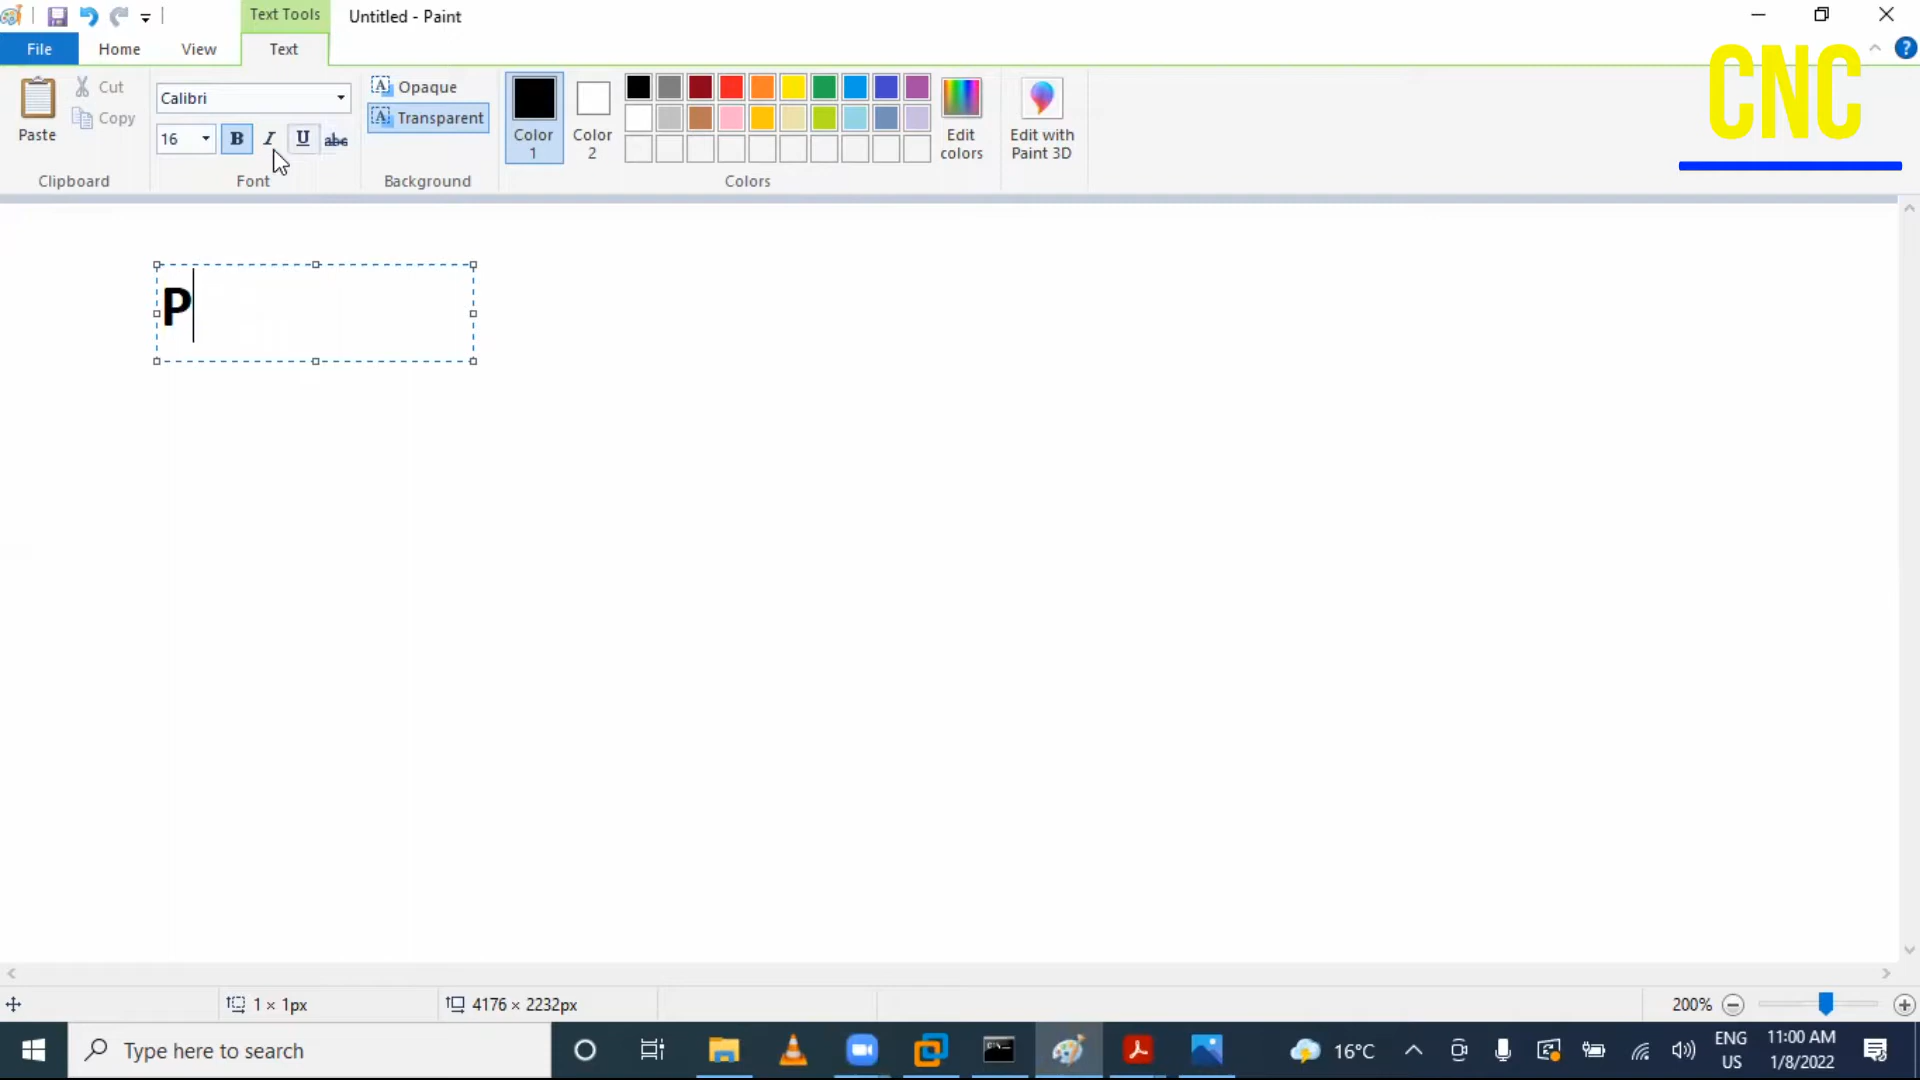 Text Tools
Untitled - Paint
File
Home
View
Text
CNC
Paste
Cut
Copy
Clipboard
Calibri
16
B
I
U
abc
Font
A Opaque
A Transparent
Background
Color 1
Color 2
Edit colors
Colors
Edit with Paint 3D
P
1 × 1px
4176 × 2232px
200%
Type here to search
16°C
ENG
US
11:00 AM
1/8/2022